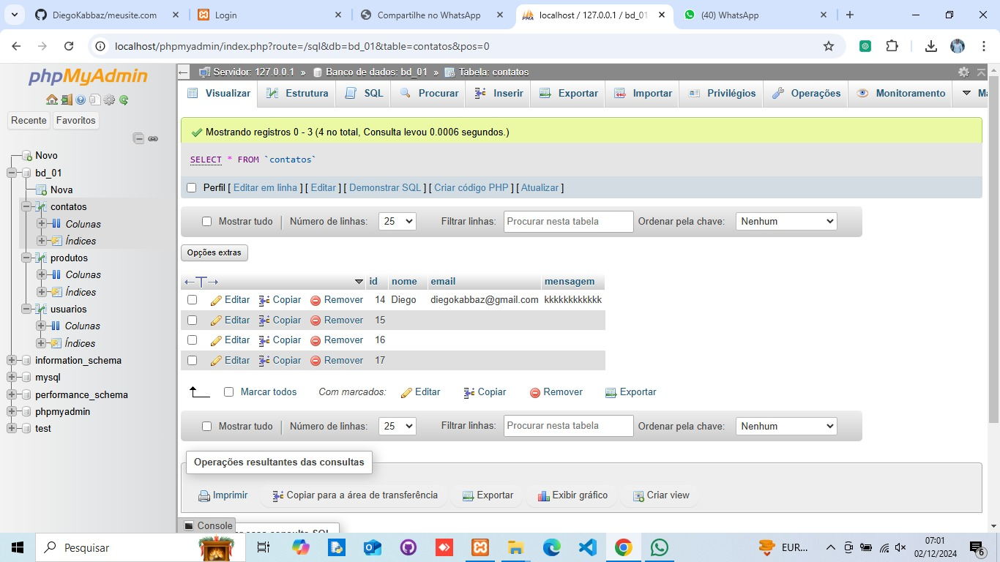 DiegoKabbaz/meusite.com
Login
Compartilhe no WhatsApp
localhost / 127.0.0.1 / bd_01
(40) WhatsApp
localhost/phpmyadmin/index.php?route=/sql&db=bd_01&table=contatos&pos=0
phpMyAdmin
Recente Favoritos
Novo
bd_01
Nova
contatos
Colunas
Índices
produtos
Colunas
Índices
usuarios
Colunas
Índices
information_schema
mysql
performance_schema
phpmyadmin
test
Servidor: 127.0.0.1 » Banco de dados: bd_01 » Tabela: contatos
Visualizar Estrutura SQL Procurar Inserir Exportar Importar Privilégios Operações Monitoramento
Mostrando registros 0 - 3 (4 no total, Consulta levou 0.0006 segundos.)
SELECT * FROM `contatos`
Perfil [ Editar em linha ] [ Editar ] [ Demonstrar SQL ] [ Criar código PHP ] [ Atualizar ]
Mostrar tudo | Número de linhas: 25 Filtrar linhas: Procurar nesta tabela Ordenar pela chave: Nenhum
Opções extras
id nome email mensagem
Editar Copiar Remover 14 Diego diegokabbaz@gmail.com kkkkkkkkkkkk
Editar Copiar Remover 15
Editar Copiar Remover 16
Editar Copiar Remover 17
Marcar todos Com marcados: Editar Copiar Remover Exportar
Mostrar tudo | Número de linhas: 25 Filtrar linhas: Procurar nesta tabela Ordenar pela chave: Nenhum
Operações resultantes das consultas
Imprimir Copiar para a área de transferência Exportar Exibir gráfico Criar view
Console
Pesquisar
EUR...
07:01
02/12/2024
6